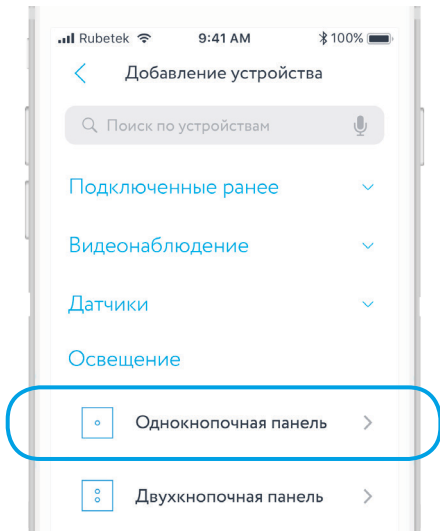 Rubetek 9:41 AM 100%
Добавление устройства
Поиск по устройствам
Подключенные ранее
Видеонаблюдение
Датчики
Освещение
Однокнопочная панель
Двухкнопочная панель